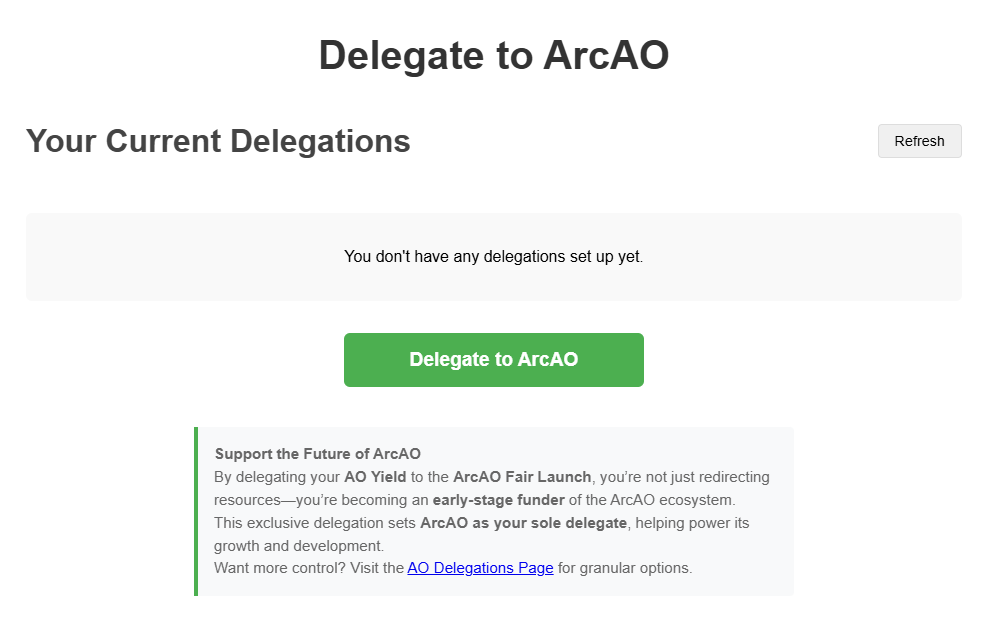 Delegate to ArcAO
Your Current Delegations
Refresh
You don't have any delegations set up yet.
Delegate to ArcAO
Support the Future of ArcAO
By delegating your AO Yield to the ArcAO Fair Launch, you’re not just redirecting
resources—you’re becoming an early-stage funder of the ArcAO ecosystem.
This exclusive delegation sets ArcAO as your sole delegate, helping power its
growth and development.
Want more control? Visit the AO Delegations Page for granular options.